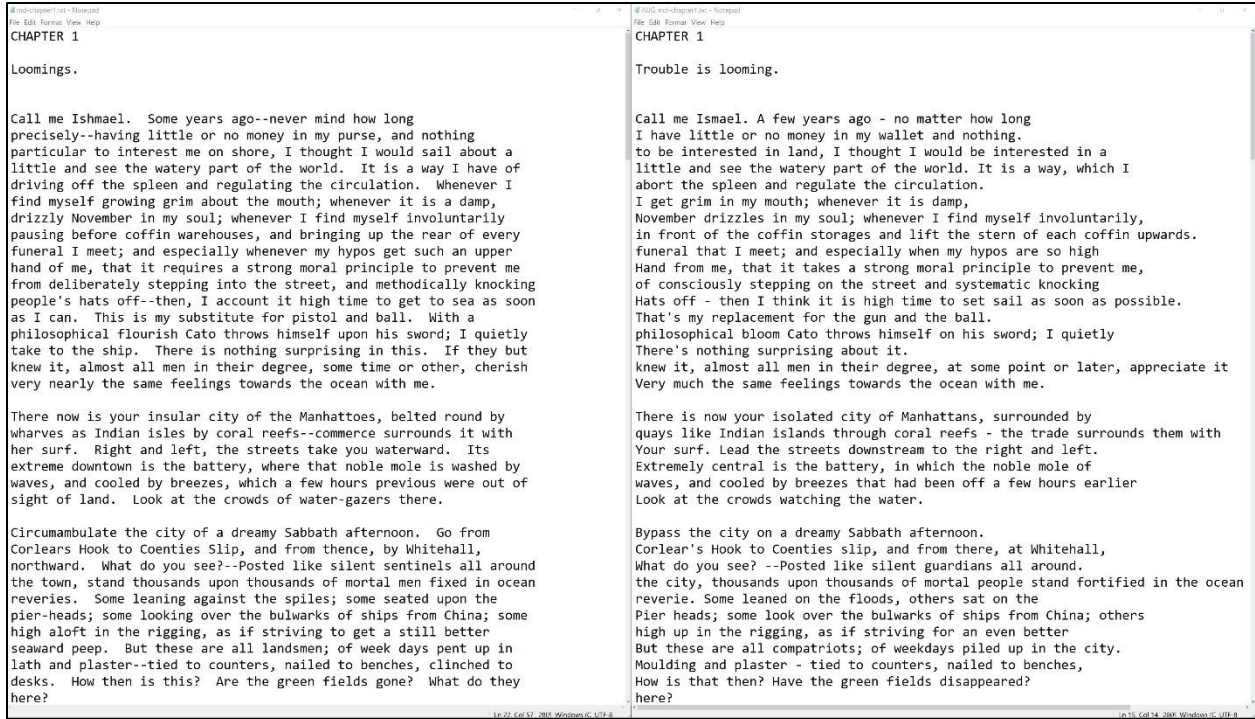 md-chapter1.txt - Notepad
File Edit Format View Help
CHAPTER 1
Loomings.
Call me Ishmael.  Some years ago--never mind how long
precisely--having little or no money in my purse, and nothing
particular to interest me on shore, I thought I would sail about a
little and see the watery part of the world.  It is a way I have of
driving off the spleen and regulating the circulation.  Whenever I
find myself growing grim about the mouth; whenever it is a damp,
drizzly November in my soul; whenever I find myself involuntarily
pausing before coffin warehouses, and bringing up the rear of every
funeral I meet; and especially whenever my hypos get such an upper
hand of me, that it requires a strong moral principle to prevent me
from deliberately stepping into the street, and methodically knocking
people's hats off--then, I account it high time to get to sea as soon
as I can.  This is my substitute for pistol and ball.  With a
philosophical flourish Cato throws himself upon his sword; I quietly
take to the ship.  There is nothing surprising in this.  If they but
knew it, almost all men in their degree, some time or other, cherish
very nearly the same feelings towards the ocean with me.
There now is your insular city of the Manhattoes, belted round by
wharves as Indian isles by coral reefs--commerce surrounds it with
her surf.  Right and left, the streets take you waterward.  Its
extreme downtown is the battery, where that noble mole is washed by
waves, and cooled by breezes, which a few hours previous were out of
sight of land.  Look at the crowds of water-gazers there.
Circumambulate the city of a dreamy Sabbath afternoon.  Go from
Corlears Hook to Coenties Slip, and from thence, by Whitehall,
northward.  What do you see?--Posted like silent sentinels all around
the town, stand thousands upon thousands of mortal men fixed in ocean
reveries.  Some leaning against the spiles; some seated upon the
pier-heads; some looking over the bulwarks of ships from China; some
high aloft in the rigging, as if striving to get a still better
seaward peep.  But these are all landsmen; of week days pent up in
lath and plaster--tied to counters, nailed to benches, clinched to
desks.  How then is this?  Are the green fields gone?  What do they
here?
Ln 22, Col 57 280% Windows (C UTF-8
AUG md-chapter1.txt - Notepad
File Edit Format View Help
CHAPTER 1
Trouble is looming.
Call me Ismael. A few years ago - no matter how long
I have little or no money in my wallet and nothing.
to be interested in land, I thought I would be interested in a
little and see the watery part of the world. It is a way, which I
abort the spleen and regulate the circulation.
I get grim in my mouth; whenever it is damp,
November drizzles in my soul; whenever I find myself involuntarily,
in front of the coffin storages and lift the stern of each coffin upwards.
funeral that I meet; and especially when my hypos are so high
Hand from me, that it takes a strong moral principle to prevent me,
of consciously stepping on the street and systematic knocking
Hats off - then I think it is high time to set sail as soon as possible.
That's my replacement for the gun and the ball.
philosophical bloom Cato throws himself on his sword; I quietly
There's nothing surprising about it.
knew it, almost all men in their degree, at some point or later, appreciate it
Very much the same feelings towards the ocean with me.
There is now your isolated city of Manhattans, surrounded by
quays like Indian islands through coral reefs - the trade surrounds them with
Your surf. Lead the streets downstream to the right and left.
Extremely central is the battery, in which the noble mole of
waves, and cooled by breezes that had been off a few hours earlier
Look at the crowds watching the water.
Bypass the city on a dreamy Sabbath afternoon.
Corlear's Hook to Coenties slip, and from there, at Whitehall,
What do you see? --Posted like silent guardians all around.
the city, thousands upon thousands of mortal people stand fortified in the ocean
reverie. Some leaned on the floods, others sat on the
Pier heads; some look over the bulwarks of ships from China; others
high up in the rigging, as if striving for an even better
But these are all compatriots; of weekdays piled up in the city.
Moulding and plaster - tied to counters, nailed to benches,
How is that then? Have the green fields disappeared?
here?
Ln 15, Col 14 280% Windows (C UTF-8